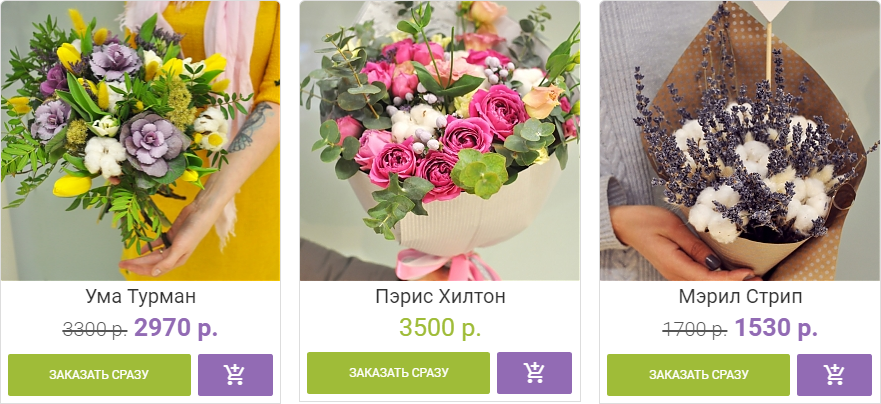 Ума Турман
3300 р. 2970 р.
ЗАКАЗАТЬ СРАЗУ
Пэрис Хилтон
3500 р.
ЗАКАЗАТЬ СРАЗУ
Мэрил Стрип
1700 р. 1530 р.
ЗАКАЗАТЬ СРАЗУ